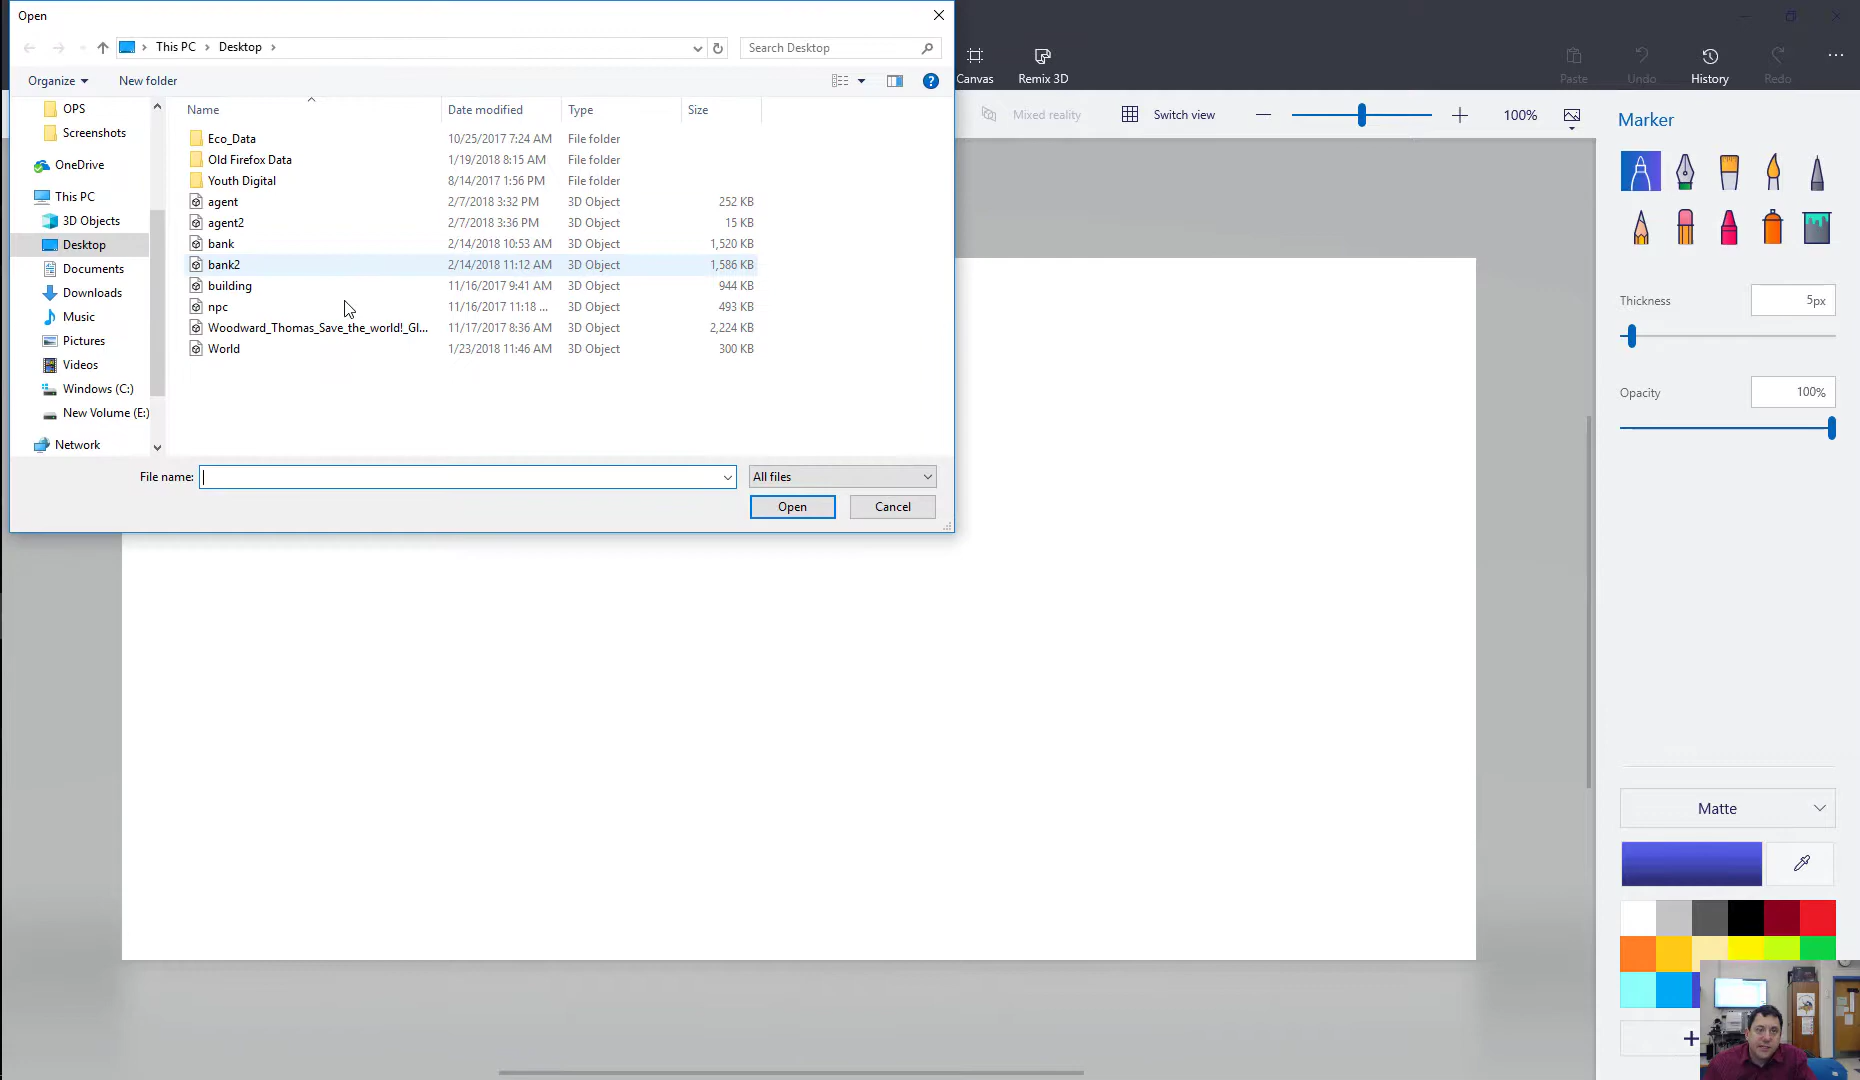 Open
This PC
Desktop
Search Desktop
Canvas
Remix 3D
Paste
Undo
History
Redo
Organize
New folder
Mixed reality
Switch view
100%
Marker
OPS
Screenshots
OneDrive
This PC
3D Objects
Desktop
Documents
Downloads
Music
Pictures
Videos
Windows (C:)
New Volume (E:)
Network
Name Date modified Type Size
Eco_Data 10/25/2017 7:24 AM File folder
Old Firefox Data 1/19/2018 8:15 AM File folder
Youth Digital 8/14/2017 1:56 PM File folder
agent 2/7/2018 3:32 PM 3D Object 252 KB
agent2 2/7/2018 3:36 PM 3D Object 15 KB
bank 2/14/2018 10:53 AM 3D Object 1,520 KB
bank2 2/14/2018 11:12 AM 3D Object 1,586 KB
building 11/16/2017 9:41 AM 3D Object 944 KB
npc 11/16/2017 11:18 ... 3D Object 493 KB
Woodward_Thomas_Save_the_world!_Gl... 11/17/2017 8:36 AM 3D Object 2,224 KB
World 1/23/2018 11:46 AM 3D Object 300 KB
File name:
All files
Open
Cancel
Thickness
5px
Opacity
100%
Matte